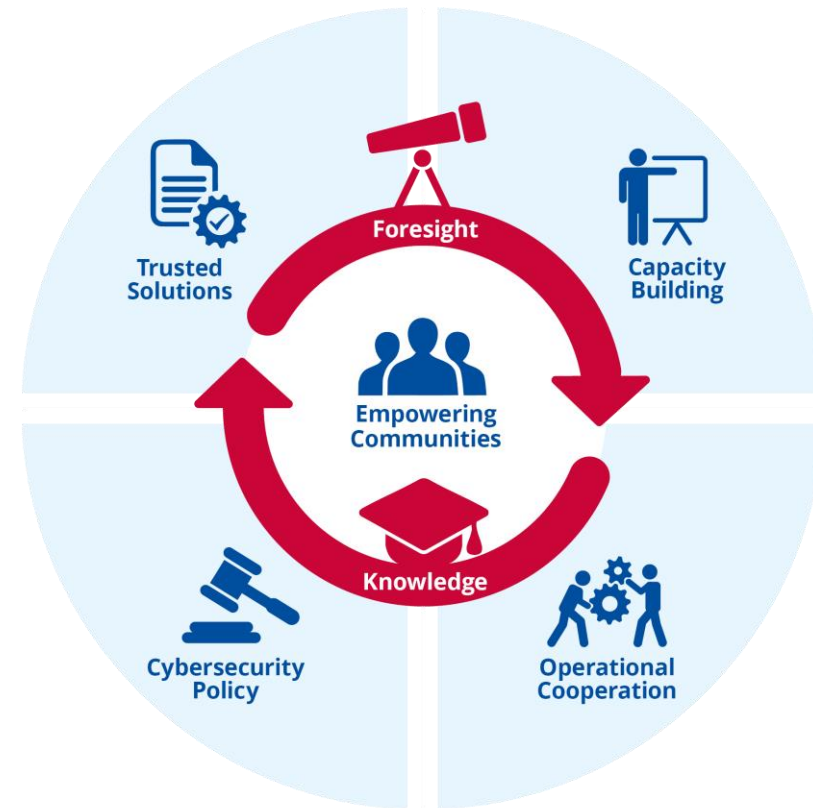 Foresight
Trusted
Solutions
Capacity
Building
Empowering
Communities
Knowledge
Cybersecurity
Policy
Operational
Cooperation